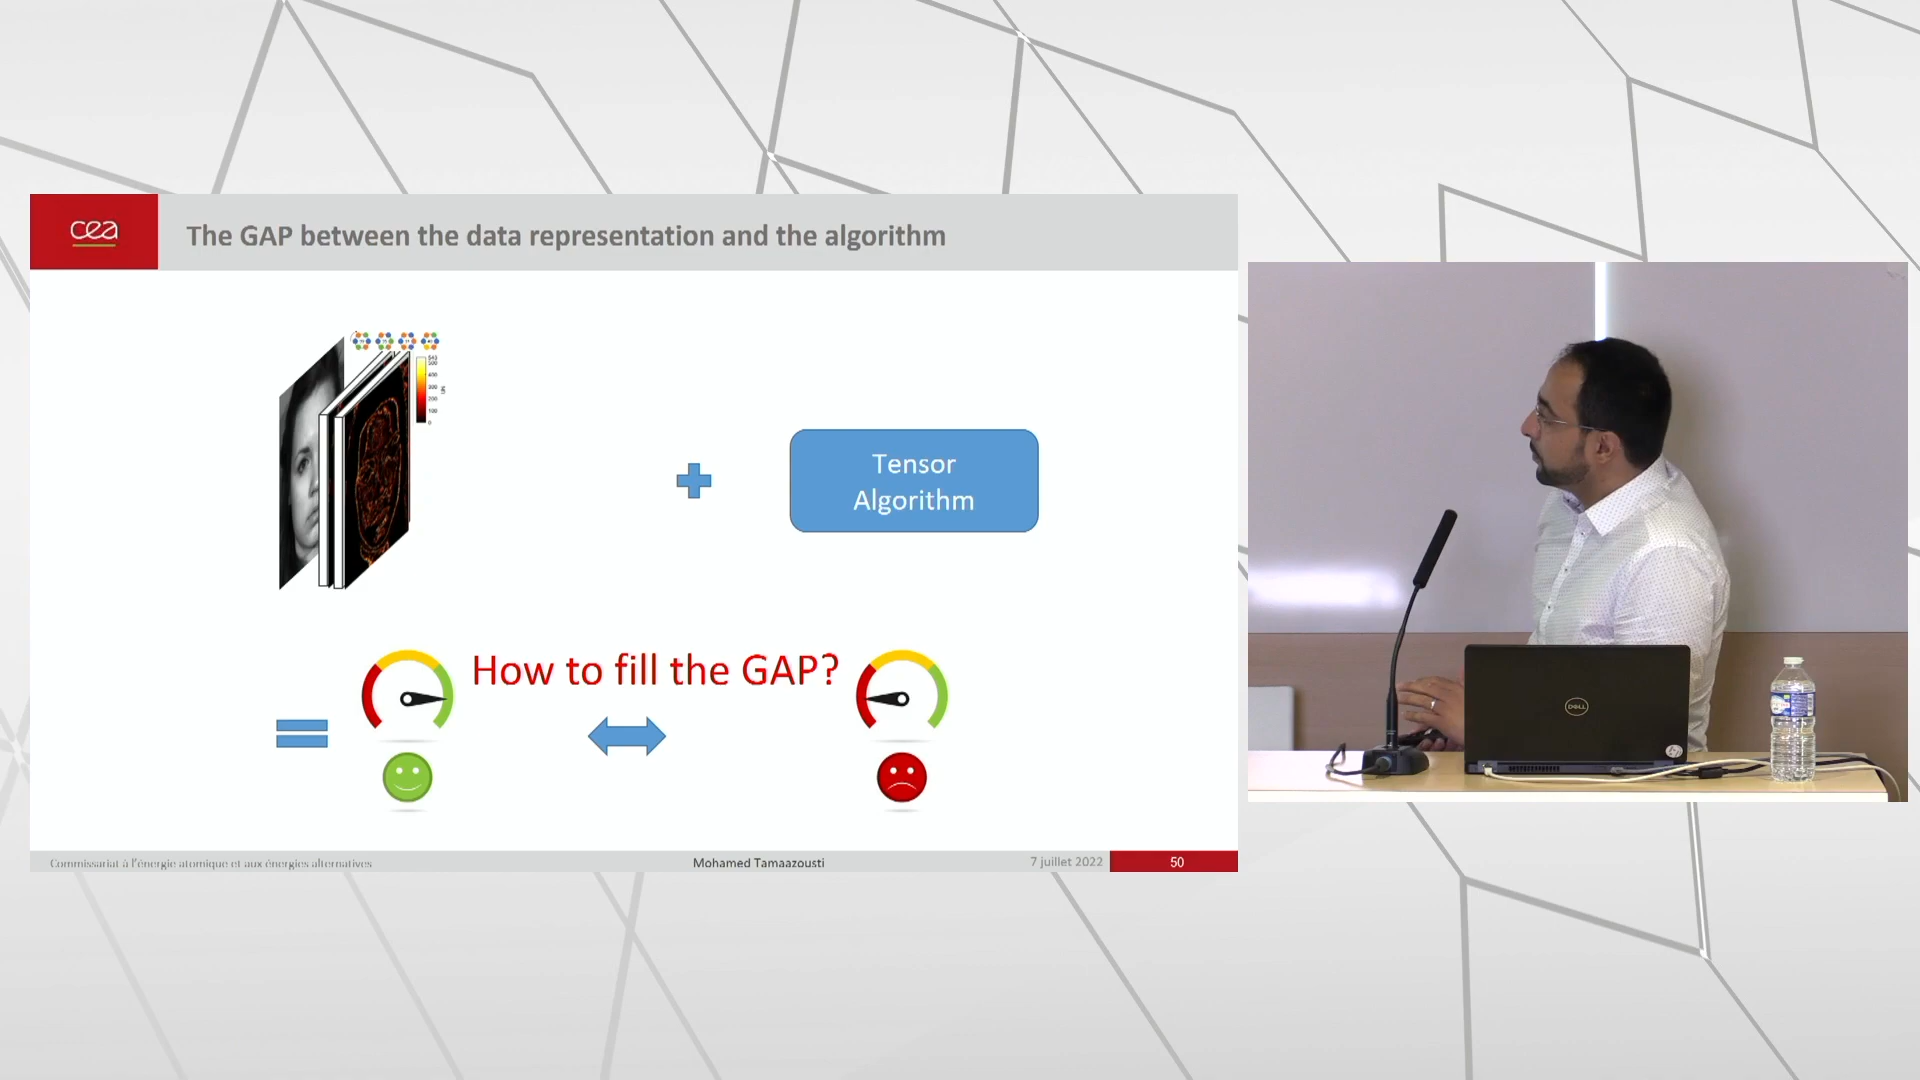 cea
The GAP between the data representation and the algorithm
Tensor
Algorithm
How to fill the GAP?
Commissariat à l'énergie atomique et aux énergies alternatives
Mohamed Tamaazousti
7 juillet 2022
50
DELL